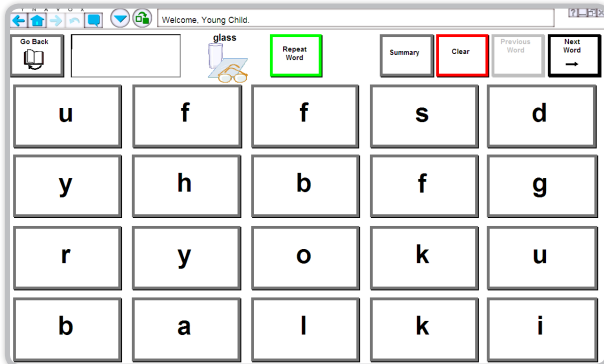 Welcome, Young Child.
Go Back
glass
Repeat
Word
Summary
Clear
Previous
Word
Next
Word
u f f s d
y h b f g
r y o k u
b a l k i